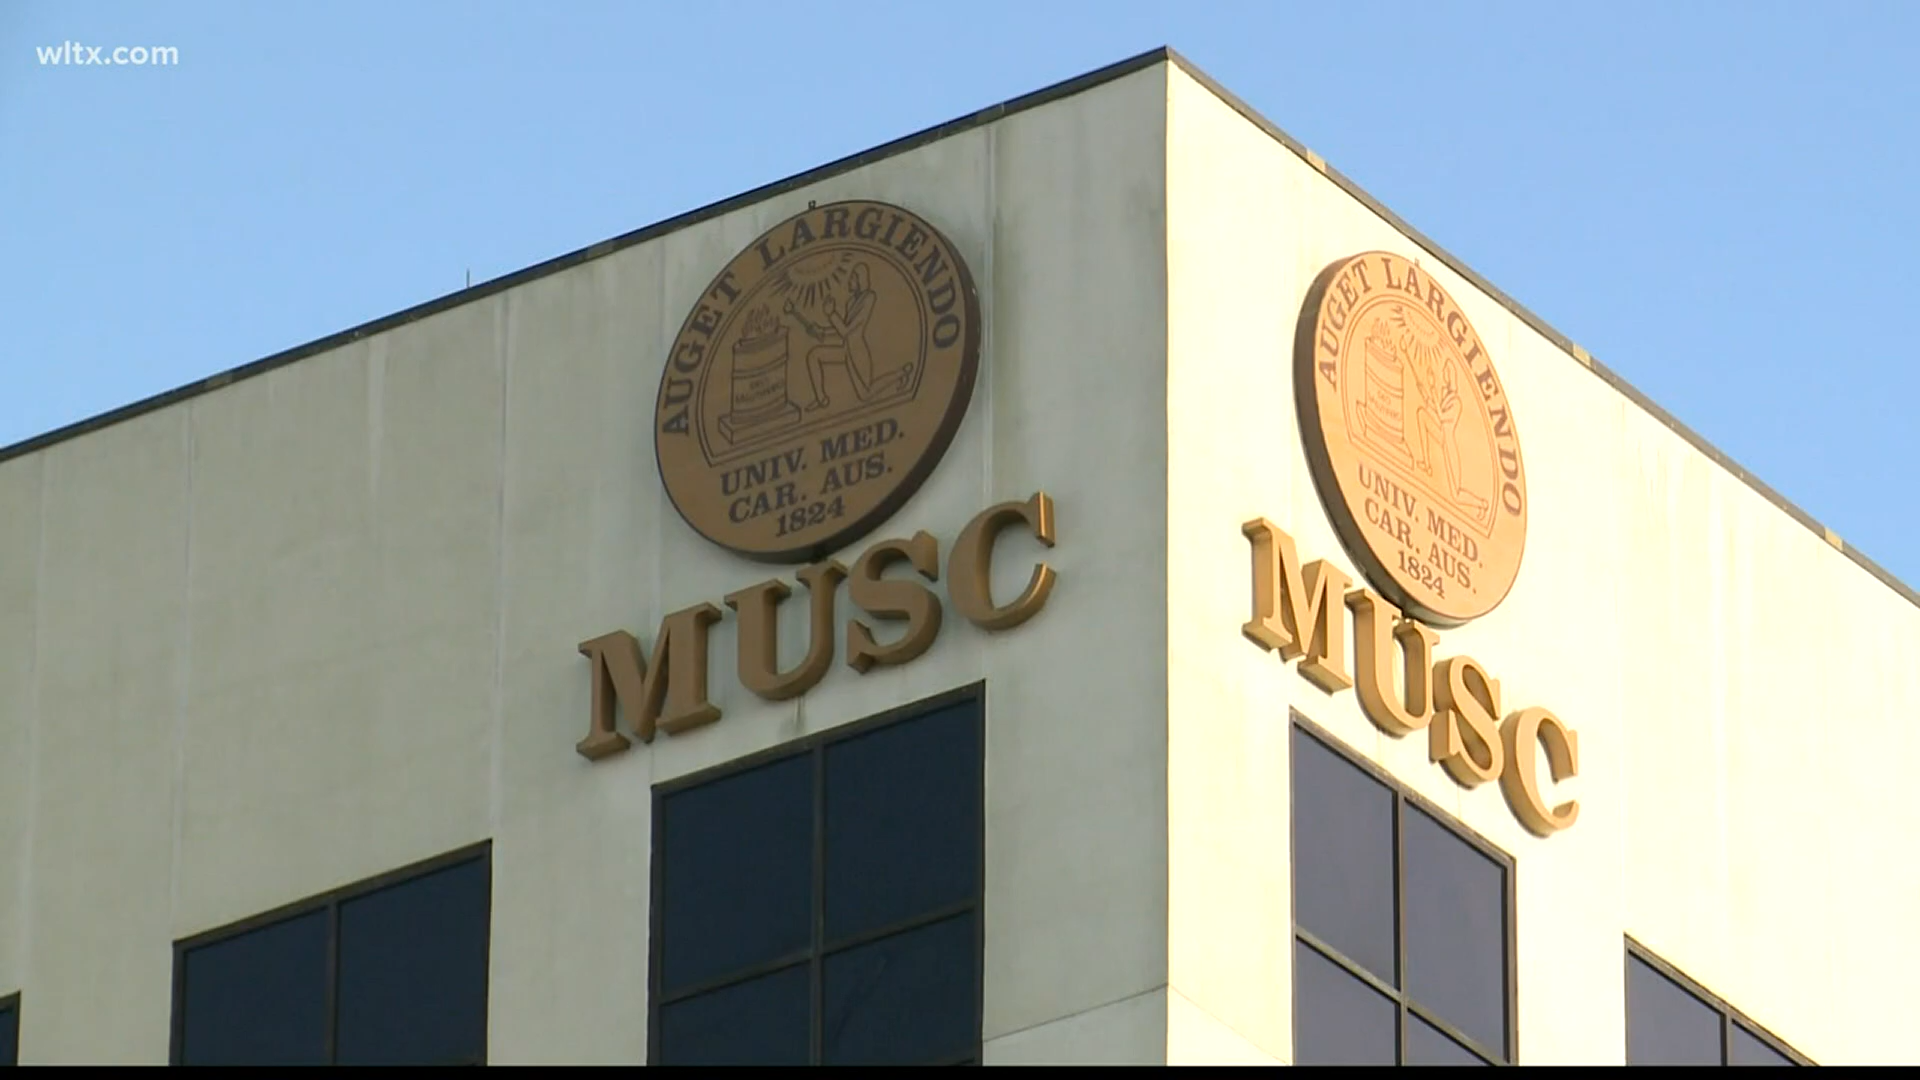 wltx.com
AUGET LARGIENDO
UNIV. MED.
CAR. AUS.
1824
MUSC
AUGET LARGIENDO
UNIV. MED.
CAR. AUS.
1824
MUSC